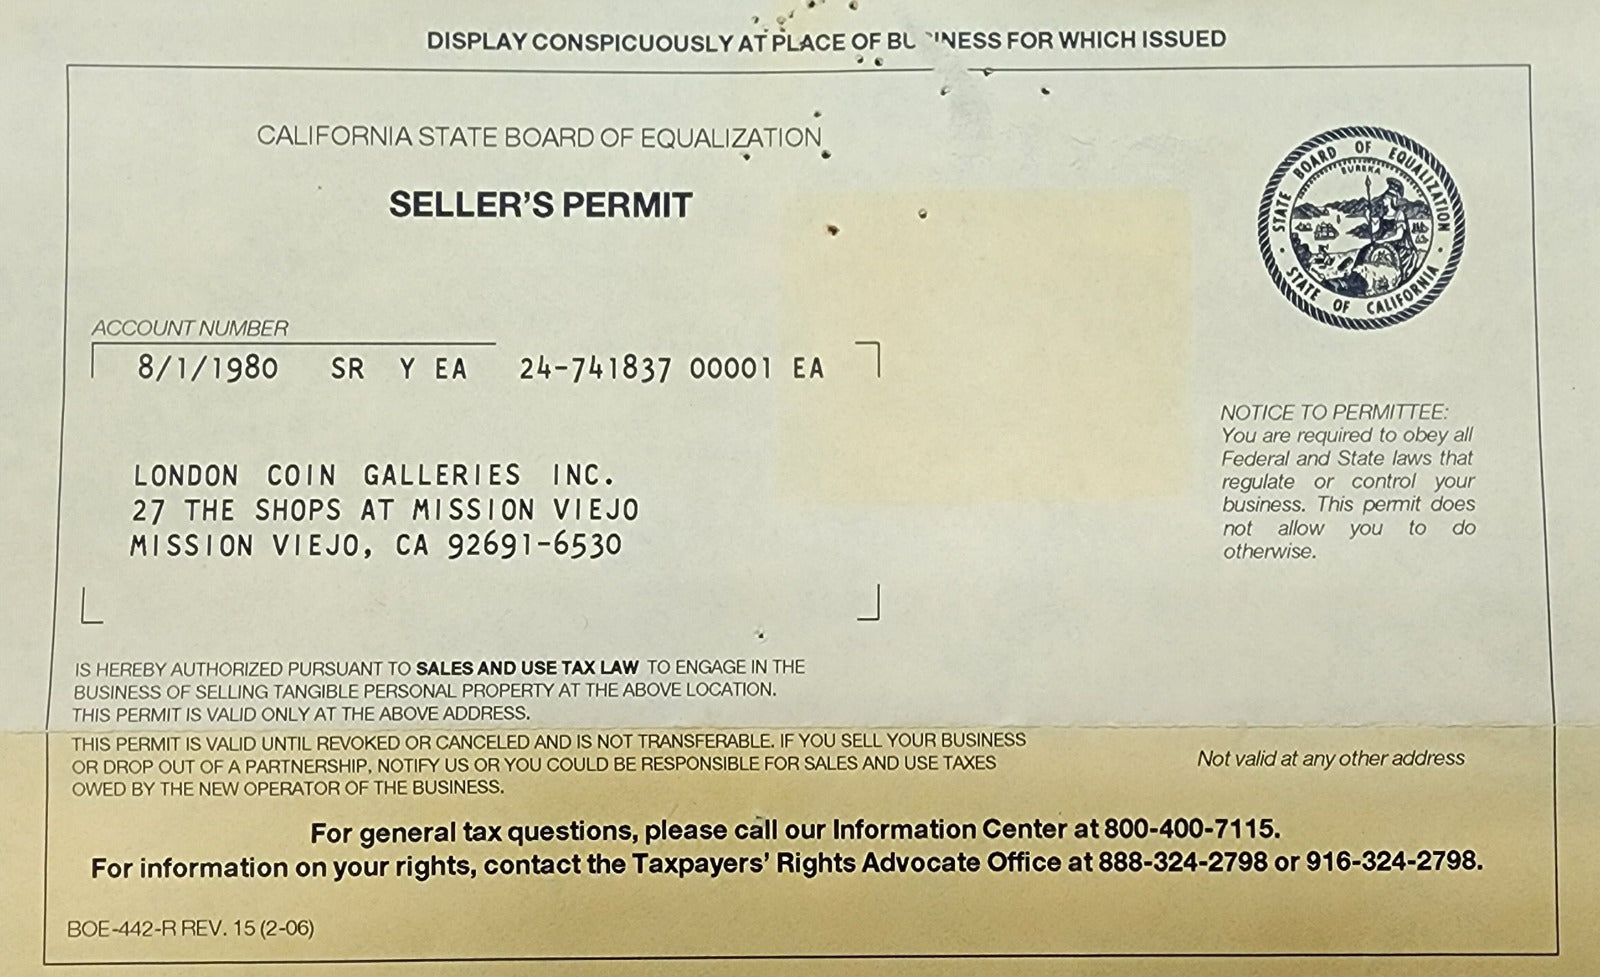 DISPLAY CONSPICUOUSLY AT PLACE OF BU INESS FOR WHICH ISSUED
CALIFORNIA STATE BOARD OF EQUALIZATION
SELLER'S PERMIT
STATE BOARD OF EQUALIZATION
EUREKA
STATE OF CALIFORNIA
ACCOUNT NUMBER
8/1/1980 SR Y EA 24-741837 00001 EA
LONDON COIN GALLERIES INC.
27 THE SHOPS AT MISSION VIEJO
MISSION VIEJO, CA 92691-6530
NOTICE TO PERMITTEE:
You are required to obey all
Federal and State laws that
regulate or control your
business. This permit does
not allow you to do
otherwise.
IS HEREBY AUTHORIZED PURSUANT TO SALES AND USE TAX LAW TO ENGAGE IN THE
BUSINESS OF SELLING TANGIBLE PERSONAL PROPERTY AT THE ABOVE LOCATION.
THIS PERMIT IS VALID ONLY AT THE ABOVE ADDRESS.
THIS PERMIT IS VALID UNTIL REVOKED OR CANCELED AND IS NOT TRANSFERABLE. IF YOU SELL YOUR BUSINESS
OR DROP OUT OF A PARTNERSHIP, NOTIFY US OR YOU COULD BE RESPONSIBLE FOR SALES AND USE TAXES
OWED BY THE NEW OPERATOR OF THE BUSINESS.
Not valid at any other address
For general tax questions, please call our Information Center at 800-400-7115.
For information on your rights, contact the Taxpayers' Rights Advocate Office at 888-324-2798 or 916-324-2798.
BOE-442-R REV. 15 (2-06)